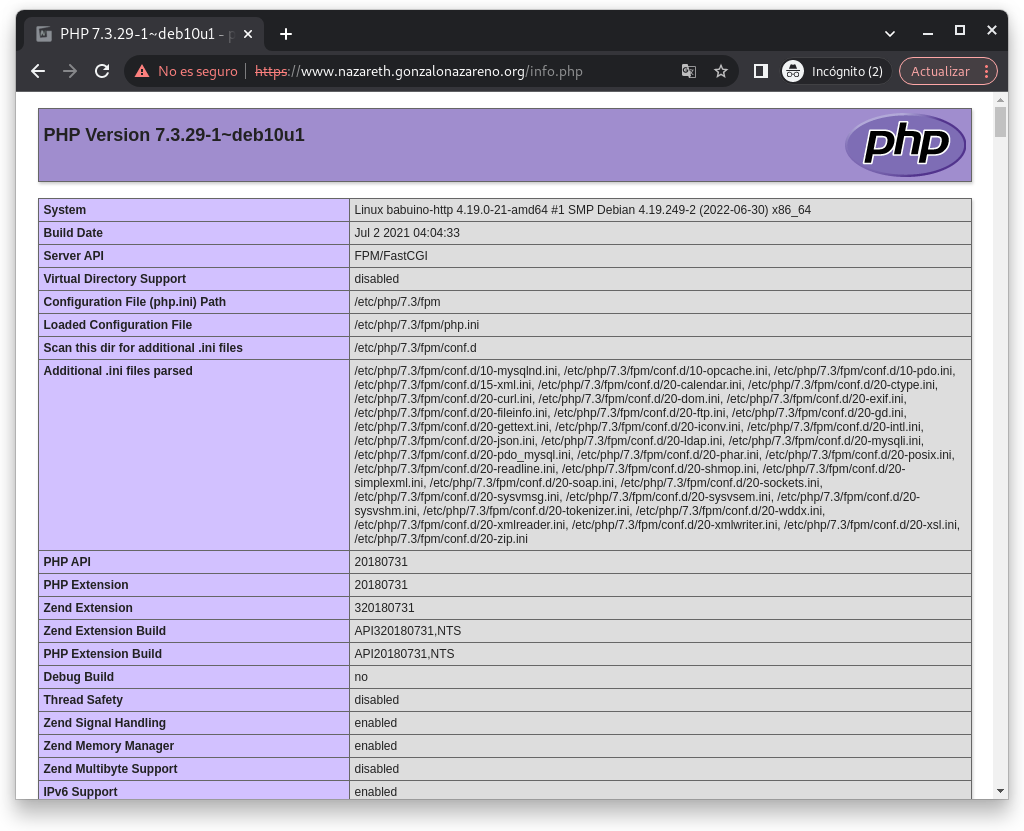 PHP 7.3.29-1~deb10u1 - p
No es seguro https://www.nazareth.gonzalonazareno.org/info.php Incógnito (2) Actualizar
PHP Version 7.3.29-1~deb10u1 php
System Linux babuino-http 4.19.0-21-amd64 #1 SMP Debian 4.19.249-2 (2022-06-30) x86_64
Build Date Jul 2 2021 04:04:33
Server API FPM/FastCGI
Virtual Directory Support disabled
Configuration File (php.ini) Path /etc/php/7.3/fpm
Loaded Configuration File /etc/php/7.3/fpm/php.ini
Scan this dir for additional .ini files /etc/php/7.3/fpm/conf.d
Additional .ini files parsed /etc/php/7.3/fpm/conf.d/10-mysqlnd.ini, /etc/php/7.3/fpm/conf.d/10-opcache.ini, /etc/php/7.3/fpm/conf.d/10-pdo.ini,
/etc/php/7.3/fpm/conf.d/15-xml.ini, /etc/php/7.3/fpm/conf.d/20-calendar.ini, /etc/php/7.3/fpm/conf.d/20-ctype.ini,
/etc/php/7.3/fpm/conf.d/20-curl.ini, /etc/php/7.3/fpm/conf.d/20-dom.ini, /etc/php/7.3/fpm/conf.d/20-exif.ini,
/etc/php/7.3/fpm/conf.d/20-fileinfo.ini, /etc/php/7.3/fpm/conf.d/20-ftp.ini, /etc/php/7.3/fpm/conf.d/20-gd.ini,
/etc/php/7.3/fpm/conf.d/20-gettext.ini, /etc/php/7.3/fpm/conf.d/20-iconv.ini, /etc/php/7.3/fpm/conf.d/20-intl.ini,
/etc/php/7.3/fpm/conf.d/20-json.ini, /etc/php/7.3/fpm/conf.d/20-ldap.ini, /etc/php/7.3/fpm/conf.d/20-mysqli.ini,
/etc/php/7.3/fpm/conf.d/20-pdo_mysql.ini, /etc/php/7.3/fpm/conf.d/20-phar.ini, /etc/php/7.3/fpm/conf.d/20-posix.ini,
/etc/php/7.3/fpm/conf.d/20-readline.ini, /etc/php/7.3/fpm/conf.d/20-shmop.ini, /etc/php/7.3/fpm/conf.d/20-
simplexml.ini, /etc/php/7.3/fpm/conf.d/20-soap.ini, /etc/php/7.3/fpm/conf.d/20-sockets.ini,
/etc/php/7.3/fpm/conf.d/20-sysvmsg.ini, /etc/php/7.3/fpm/conf.d/20-sysvsem.ini, /etc/php/7.3/fpm/conf.d/20-
sysvshm.ini, /etc/php/7.3/fpm/conf.d/20-tokenizer.ini, /etc/php/7.3/fpm/conf.d/20-wddx.ini,
/etc/php/7.3/fpm/conf.d/20-xmlreader.ini, /etc/php/7.3/fpm/conf.d/20-xmlwriter.ini, /etc/php/7.3/fpm/conf.d/20-xsl.ini,
/etc/php/7.3/fpm/conf.d/20-zip.ini
PHP API 20180731
PHP Extension 20180731
Zend Extension 320180731
Zend Extension Build API320180731,NTS
PHP Extension Build API20180731,NTS
Debug Build no
Thread Safety disabled
Zend Signal Handling enabled
Zend Memory Manager enabled
Zend Multibyte Support disabled
IPv6 Support enabled